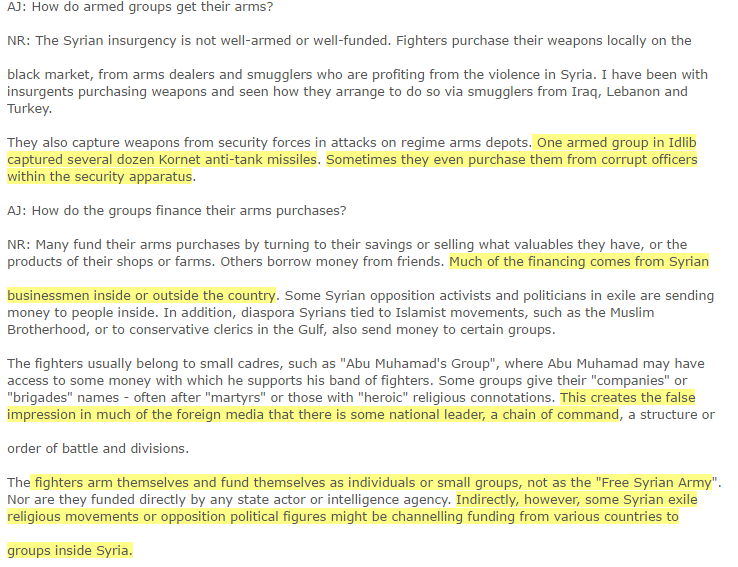 AJ: How do armed groups get their arms?
NR: The Syrian insurgency is not well-armed or well-funded. Fighters purchase their weapons locally on the
black market, from arms dealers and smugglers who are profiting from the violence in Syria. I have been with
insurgents purchasing weapons and seen how they arrange to do so via smugglers from Iraq, Lebanon and
Turkey.
They also capture weapons from security forces in attacks on regime arms depots. One armed group in Idlib
captured several dozen Kornet anti-tank missiles. Sometimes they even purchase them from corrupt officers
within the security apparatus.
AJ: How do the groups finance their arms purchases?
NR: Many fund their arms purchases by turning to their savings or selling what valuables they have, or the
products of their shops or farms. Others borrow money from friends. Much of the financing comes from Syrian
businessmen inside or outside the country. Some Syrian opposition activists and politicians in exile are sending
money to people inside. In addition, diaspora Syrians tied to Islamist movements, such as the Muslim
Brotherhood, or to conservative clerics in the Gulf, also send money to certain groups.
The fighters usually belong to small cadres, such as "Abu Muhamad's Group", where Abu Muhamad may have
access to some money with which he supports his band of fighters. Some groups give their "companies" or
"brigades" names - often after "martyrs" or those with "heroic" religious connotations. This creates the false
impression in much of the foreign media that there is some national leader, a chain of command, a structure or
order of battle and divisions.
The fighters arm themselves and fund themselves as individuals or small groups, not as the "Free Syrian Army".
Nor are they funded directly by any state actor or intelligence agency. Indirectly, however, some Syrian exile
religious movements or opposition political figures might be channelling funding from various countries to
groups inside Syria.